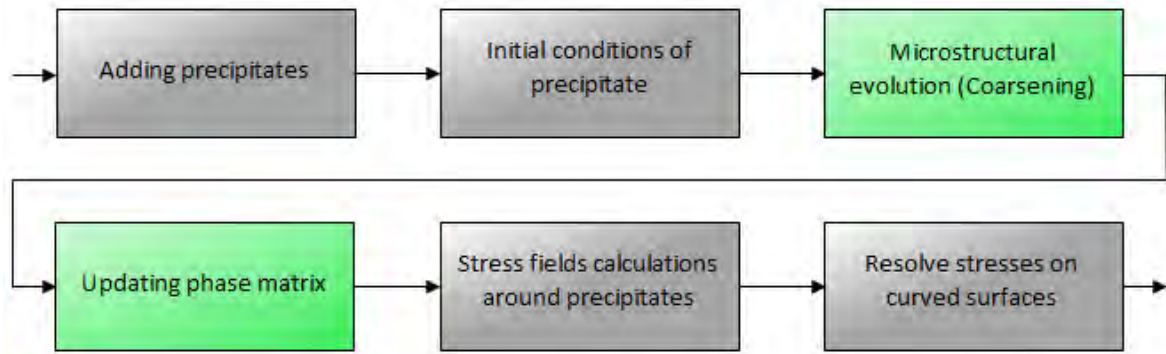 Adding precipitates
Initial conditions of
precipitate
Microstructural
evolution (Coarsening)
Updating phase matrix
Stress fields calculations
around precipitates
Resolve stresses on
curved surfaces